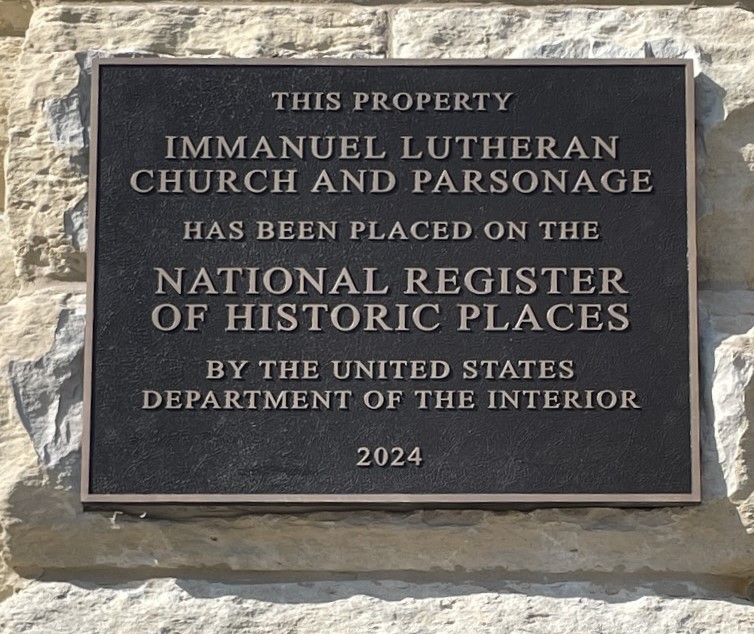 THIS PROPERTY
IMMANUEL LUTHERAN
CHURCH AND PARSONAGE
HAS BEEN PLACED ON THE
NATIONAL REGISTER
OF HISTORIC PLACES
BY THE UNITED STATES
DEPARTMENT OF THE INTERIOR
2024